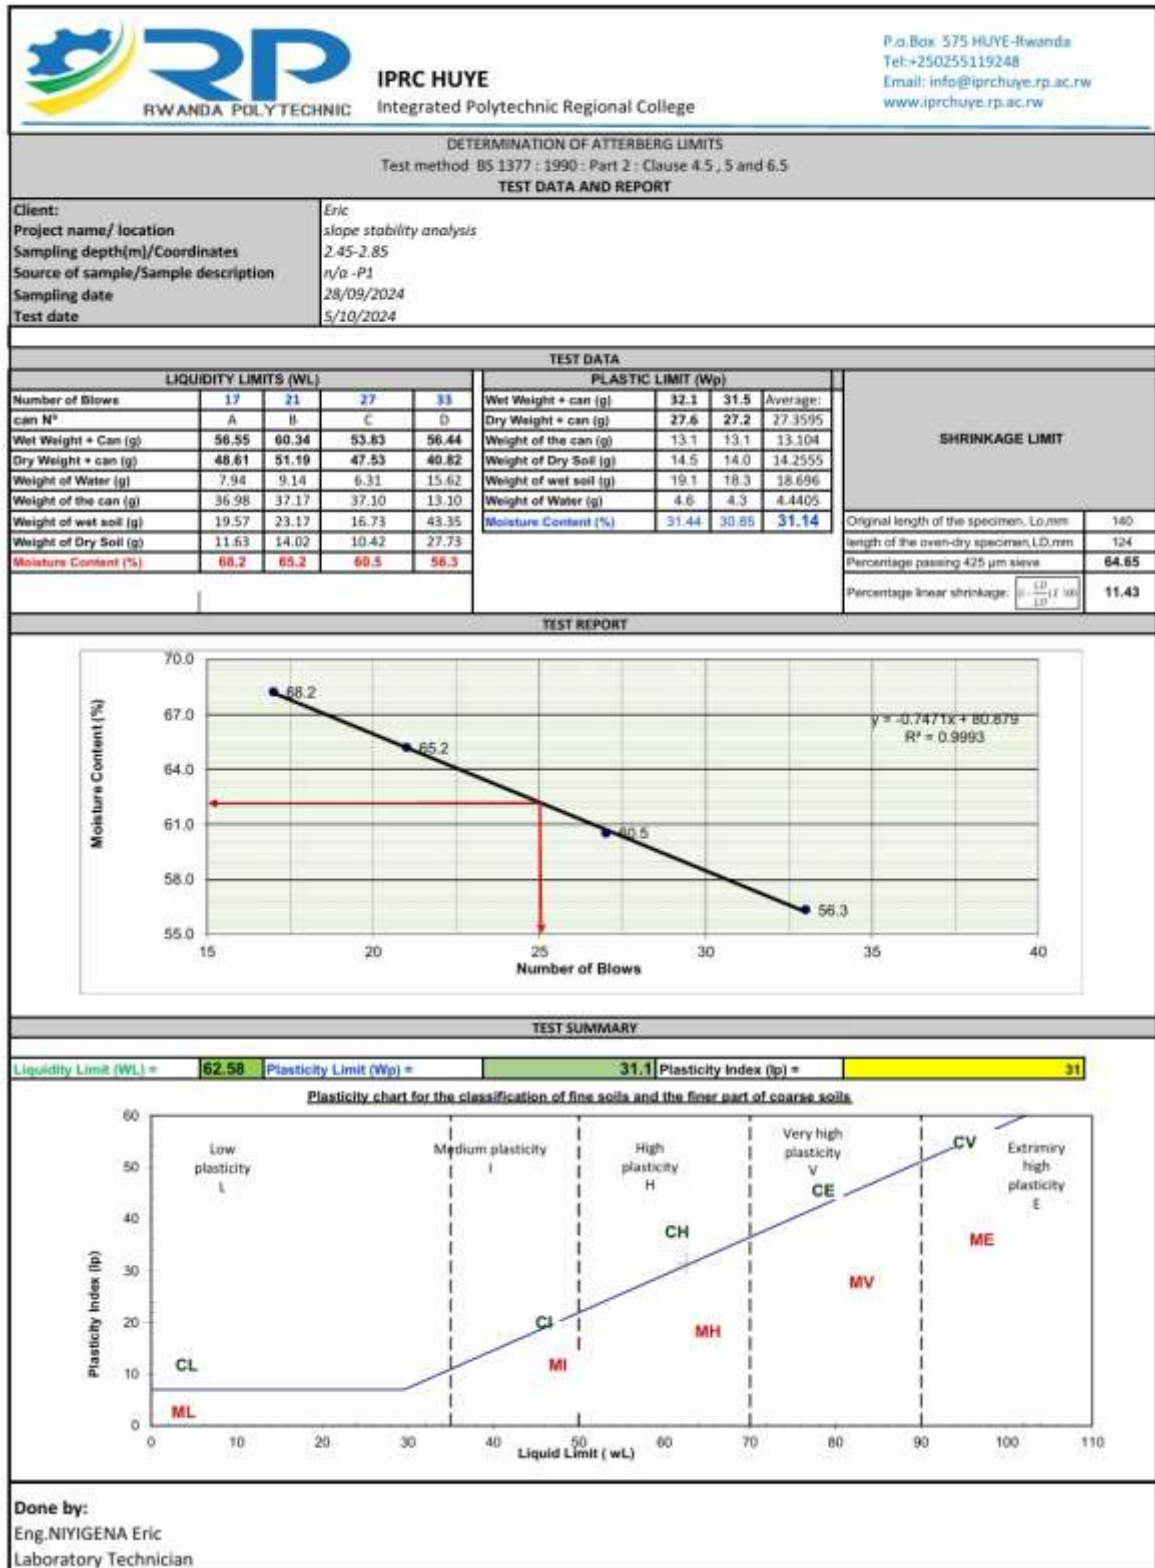 RP
RWANDA POLYTECHNIC
IPRC HUYE
Integrated Polytechnic Regional College
P.o.Box 575 HUYE-Rwanda
Tel:+250255119248
Email: info@iprchuye.rp.ac.rw
www.iprchuye.rp.ac.rw
DETERMINATION OF ATTERBERG LIMITS
Test method BS 1377 : 1990 : Part 2 : Clause 4.5 , 5 and 6.5
TEST DATA AND REPORT
Client: Eric
Project name/ location slope stability analysis
Sampling depth(m)/Coordinates 2.45-2.85
Source of sample/Sample description n/a -P1
Sampling date 28/09/2024
Test date 5/10/2024
TEST DATA
LIQUIDITY LIMITS (WL)
Number of Blows 17 21 27 33
can N° A B C D
Wet Weight + Can (g) 56.55 60.34 53.83 56.44
Dry Weight + can (g) 48.61 51.19 47.53 40.82
Weight of Water (g) 7.94 9.14 6.31 15.62
Weight of the can (g) 36.98 37.17 37.10 13.10
Weight of wet soil (g) 19.57 23.17 16.73 43.35
Weight of Dry Soil (g) 11.63 14.02 10.42 27.73
Moisture Content (%) 68.2 65.2 60.5 56.3
PLASTIC LIMIT (Wp)
Wet Weight + can (g) 32.1 31.5 Average:
Dry Weight + can (g) 27.6 27.2 27.3595
Weight of the can (g) 13.1 13.1 13.104
Weight of Dry Soil (g) 14.5 14.0 14.2555
Weight of wet soil (g) 19.1 18.3 18.696
Weight of Water (g) 4.6 4.3 4.4405
Moisture Content (%) 31.44 30.85 31.14
SHRINKAGE LIMIT
Original length of the specimen, Lo,mm 140
length of the oven-dry specimen,LD,mm 124
Percentage passing 425 µm sieve 64.65
Percentage linear shrinkage: 11.43
TEST REPORT
70.0
67.0
64.0
61.0
58.0
55.0
Moisture Content (%)
68.2
65.2
60.5
56.3
y = -0.7471x + 80.879
R² = 0.9993
15 20 25 30 35 40
Number of Blows
TEST SUMMARY
Liquidity Limit (WL) = 62.58 Plasticity Limit (Wp) = 31.1 Plasticity Index (Ip) = 31
Plasticity chart for the classification of fine soils and the finer part of coarse soils
60
50
40
30
20
10
0
Plasticity Index (Ip)
Low
plasticity
L
Medium plasticity
I
High
plasticity
H
Very high
plasticity
V
Extrimiry
high
plasticity
E
CV
CE
CH
ME
MV
CI
MH
MI
CL
ML
0 10 20 30 40 50 60 70 80 90 100 110
Liquid Limit ( wL)
Done by:
Eng.NIYIGENA Eric
Laboratory Technician